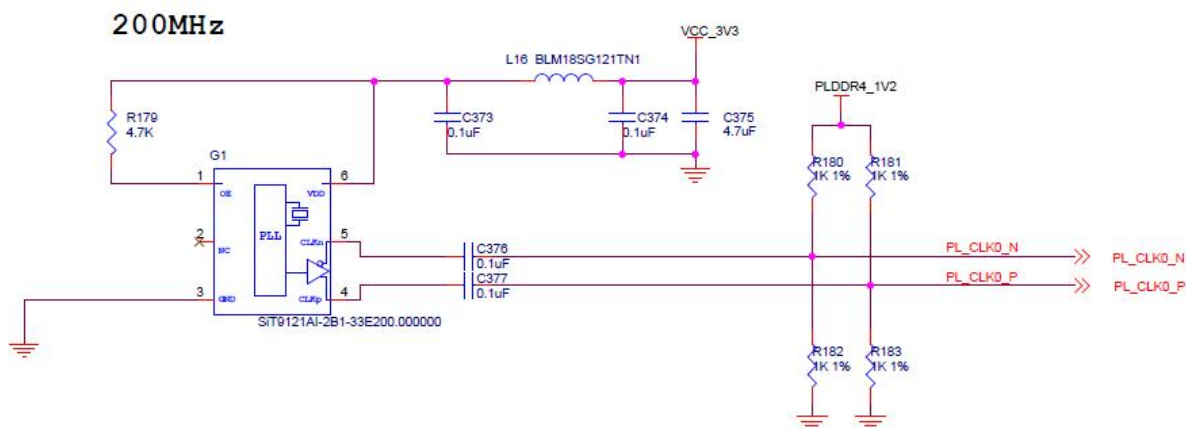 200MHz
VCC_3V3
L16 BLM18SG121TN1
PLDDR4_1V2
R179
4.7K
C373
0.1uF
C374
0.1uF
C375
4.7uF
G1
R180
1K 1%
R181
1K 1%
1
OE
VDD
6
2
NC
PLL
CLKn
5
C376
0.1uF
PL_CLK0_N
PL_CLK0_N
3
GND
CLKp
4
C377
0.1uF
PL_CLK0_P
PL_CLK0_P
SiT9121AI-2B1-33E200.000000
R182
1K 1%
R183
1K 1%